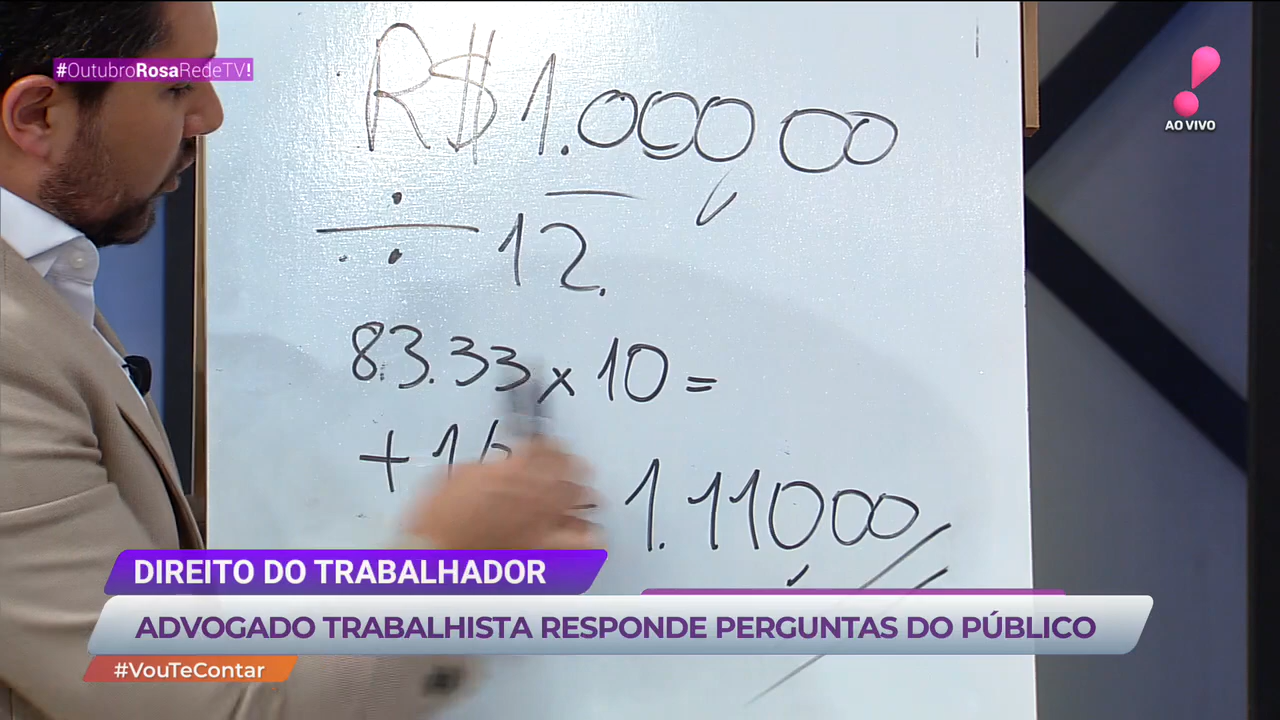 #OutubroRosaRedeTV!
AO VIVO
R$ 1.000,00
÷ 12.
83.33 x 10 =
+ 1/
1.110,00
DIREITO DO TRABALHADOR
ADVOGADO TRABALHISTA RESPONDE PERGUNTAS DO PÚBLICO
#VouTeContar